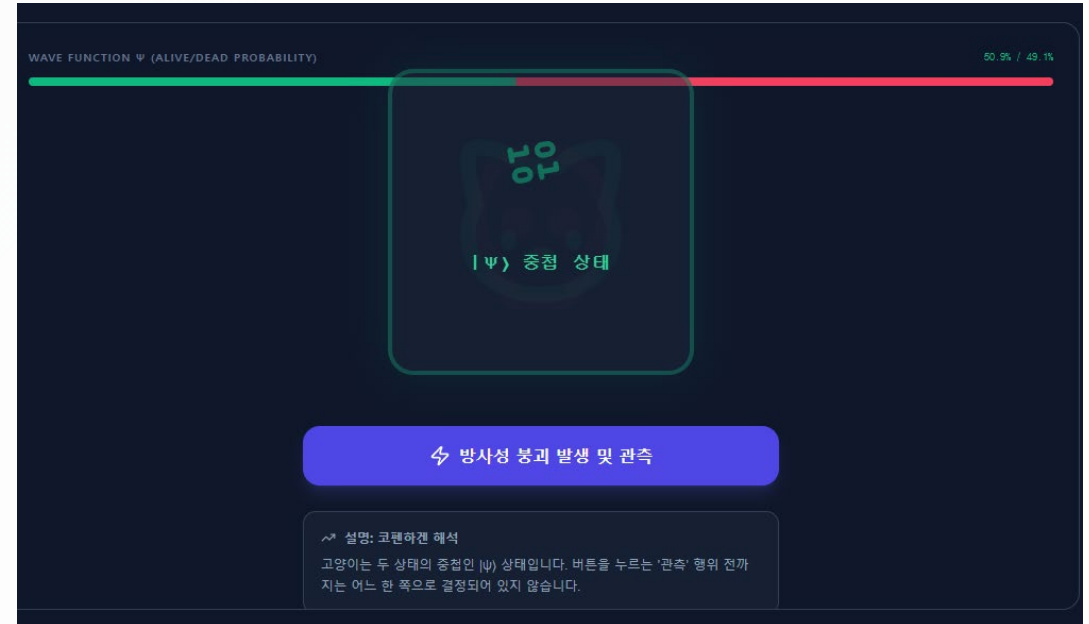 WAVE FUNCTION Ψ (ALIVE/DEAD PROBABILITY)
50.9% / 49.1%
01
10
|Ψ⟩ 중첩 상태
방사성 붕괴 발생 및 관측
설명: 코펜하겐 해석
고양이는 두 상태의 중첩인 |ψ⟩ 상태입니다. 버튼을 누르는 '관측' 행위 전까
지는 어느 한 쪽으로 결정되어 있지 않습니다.